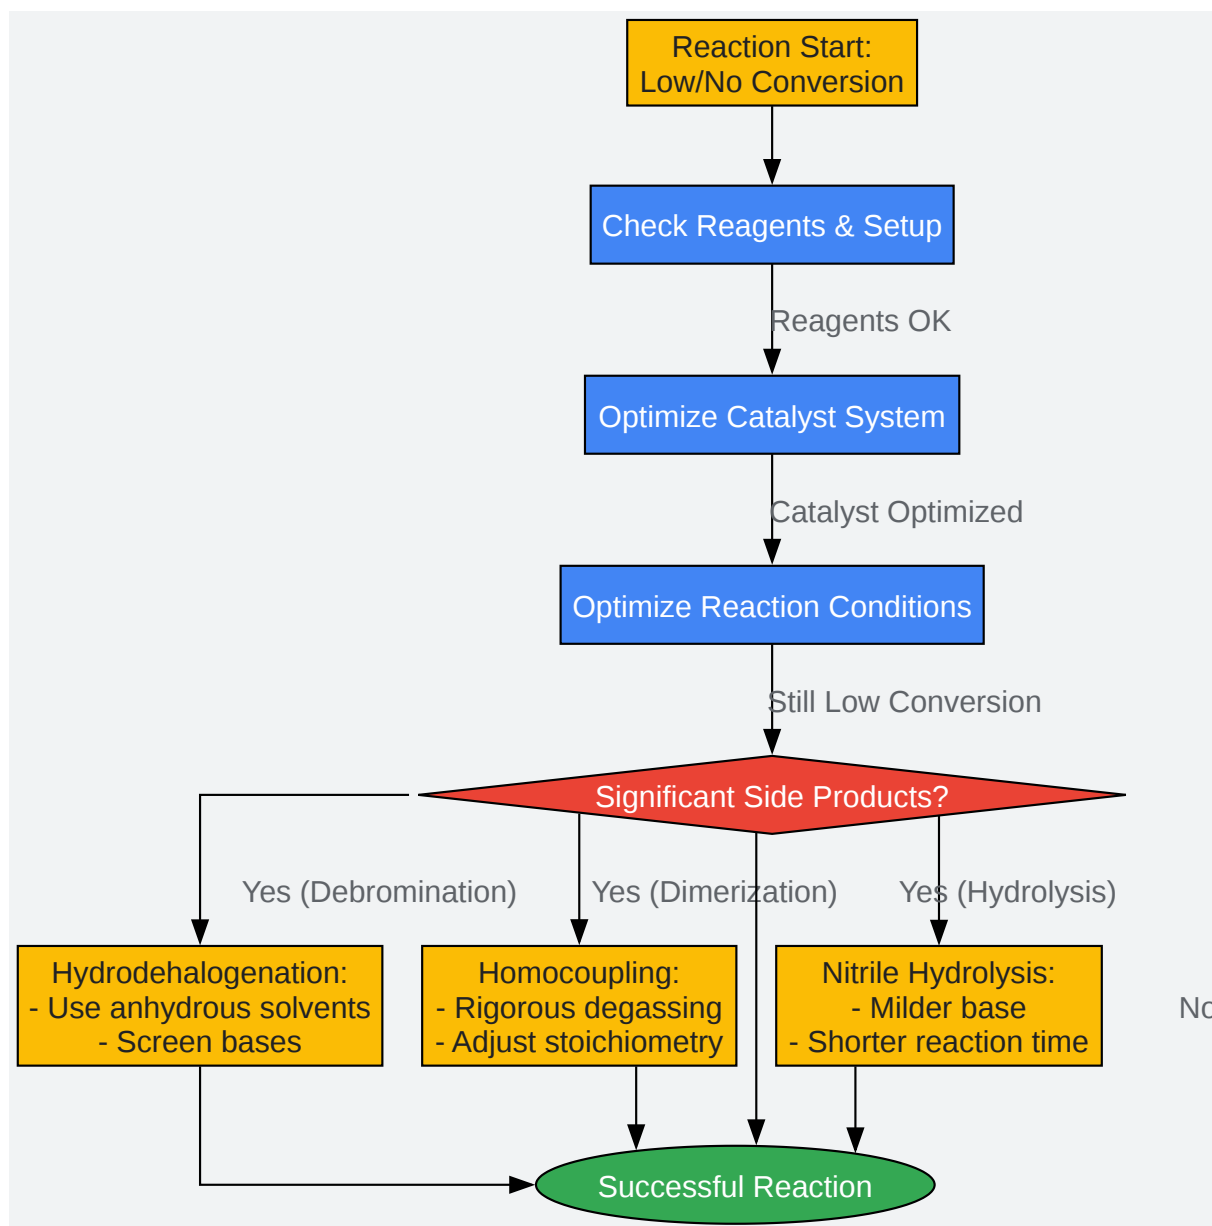 Reaction Start:
Low/No Conversion
Check Reagents & Setup
Reagents OK
Optimize Catalyst System
Catalyst Optimized
Optimize Reaction Conditions
Still Low Conversion
Significant Side Products?
Yes (Debromination)
Yes (Dimerization)
Yes (Hydrolysis)
Hydrodehalogenation:
- Use anhydrous solvents
- Screen bases
Homocoupling:
- Rigorous degassing
- Adjust stoichiometry
Nitrile Hydrolysis:
- Milder base
- Shorter reaction time
No
Successful Reaction